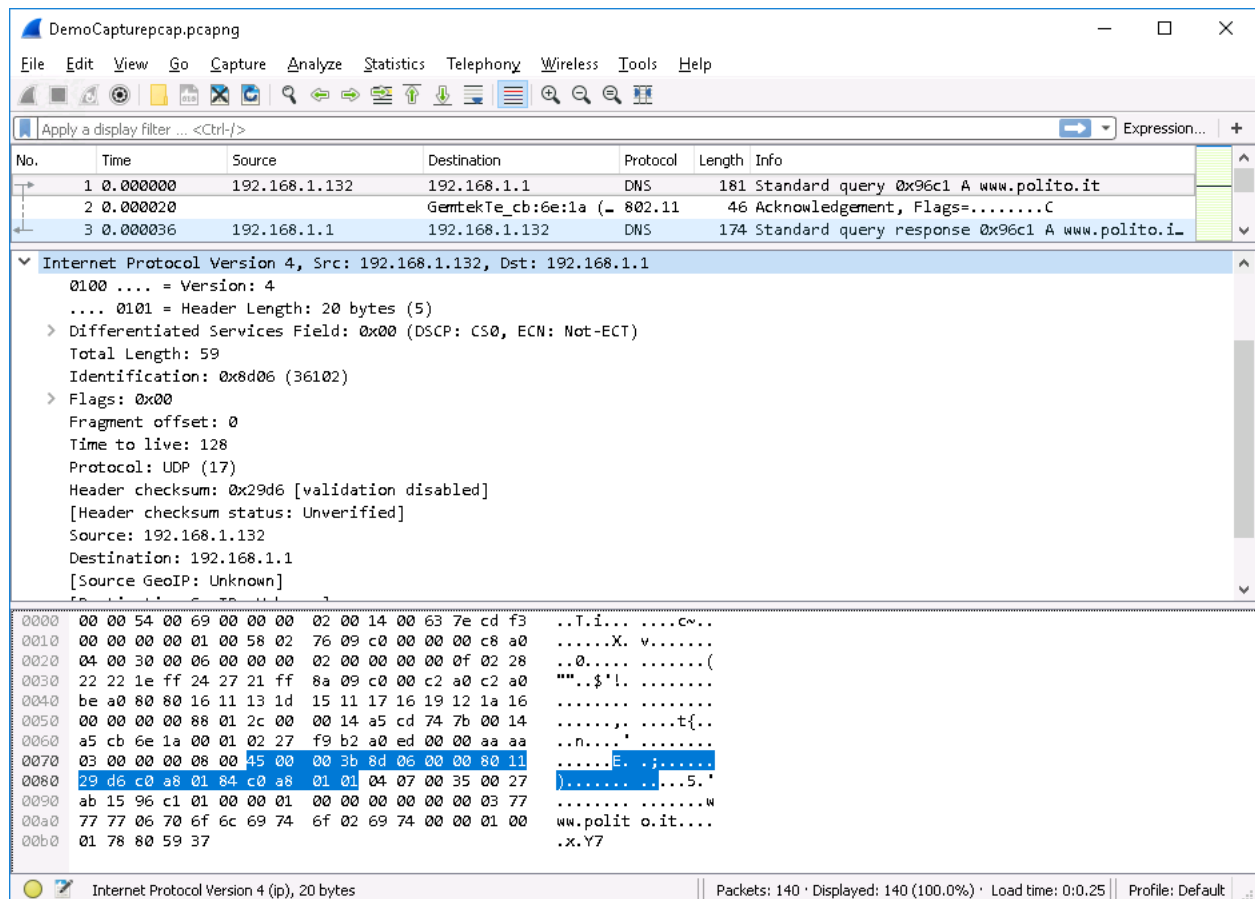 DemoCapturepcap.pcapng
File Edit View Go Capture Analyze Statistics Telephony Wireless Tools Help
Apply a display filter ... <Ctrl-/> Expression... +
No. Time Source Destination Protocol Length Info
1 0.000000 192.168.1.132 192.168.1.1 DNS 181 Standard query 0x96c1 A www.polito.it
2 0.000020 GemtekTe_cb:6e:1a (… 802.11 46 Acknowledgement, Flags=........C
3 0.000036 192.168.1.1 192.168.1.132 DNS 174 Standard query response 0x96c1 A www.polito.i…
Internet Protocol Version 4, Src: 192.168.1.132, Dst: 192.168.1.1
0100 .... = Version: 4
.... 0101 = Header Length: 20 bytes (5)
> Differentiated Services Field: 0x00 (DSCP: CS0, ECN: Not-ECT)
Total Length: 59
Identification: 0x8d06 (36102)
> Flags: 0x00
Fragment offset: 0
Time to live: 128
Protocol: UDP (17)
Header checksum: 0x29d6 [validation disabled]
[Header checksum status: Unverified]
Source: 192.168.1.132
Destination: 192.168.1.1
[Source GeoIP: Unknown]
0000 00 00 54 00 69 00 00 00 02 00 14 00 63 7e cd f3 ..T.i... ....c~..
0010 00 00 00 00 01 00 58 02 76 09 c0 00 00 00 c8 a0 ......X. v.......
0020 04 00 30 00 06 00 00 00 02 00 00 00 00 0f 02 28 ..0..... .......(
0030 22 22 1e ff 24 27 21 ff 8a 09 c0 00 c2 a0 c2 a0 ""..$'!. ........
0040 be a0 80 80 16 11 13 1d 15 11 17 16 19 12 1a 16 ........ ........
0050 00 00 00 00 88 01 2c 00 00 14 a5 cd 74 7b 00 14 ......,. ....t{..
0060 a5 cb 6e 1a 00 01 02 27 f9 b2 a0 ed 00 00 aa aa ..n....' ........
0070 03 00 00 00 08 00 45 00 00 3b 8d 06 00 00 80 11 ......E. .;......
0080 29 d6 c0 a8 01 84 c0 a8 01 01 04 07 00 35 00 27 )....... .....5.'
0090 ab 15 96 c1 01 00 00 01 00 00 00 00 00 00 03 77 ........ .......w
00a0 77 77 06 70 6f 6c 69 74 6f 02 69 74 00 00 01 00 ww.polit o.it....
00b0 01 78 80 59 37 .x.Y7
Internet Protocol Version 4 (ip), 20 bytes Packets: 140 · Displayed: 140 (100.0%) · Load time: 0:0.25 Profile: Default